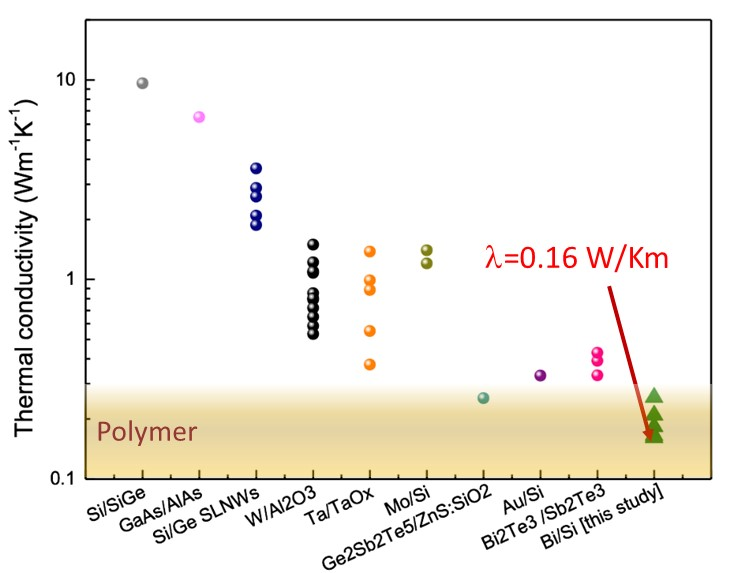 Thermal conductivity (Wm-1K-1)
10
1
0.1
λ=0.16 W/Km
Polymer
Si/SiGe
GaAs/AlAs
Si/Ge SLNWs
W/Al2O3
Ta/TaOx
Mo/Si
Ge2Sb2Te5/ZnS:SiO2
Au/Si
Bi2Te3 /Sb2Te3
Bi/Si [this study]